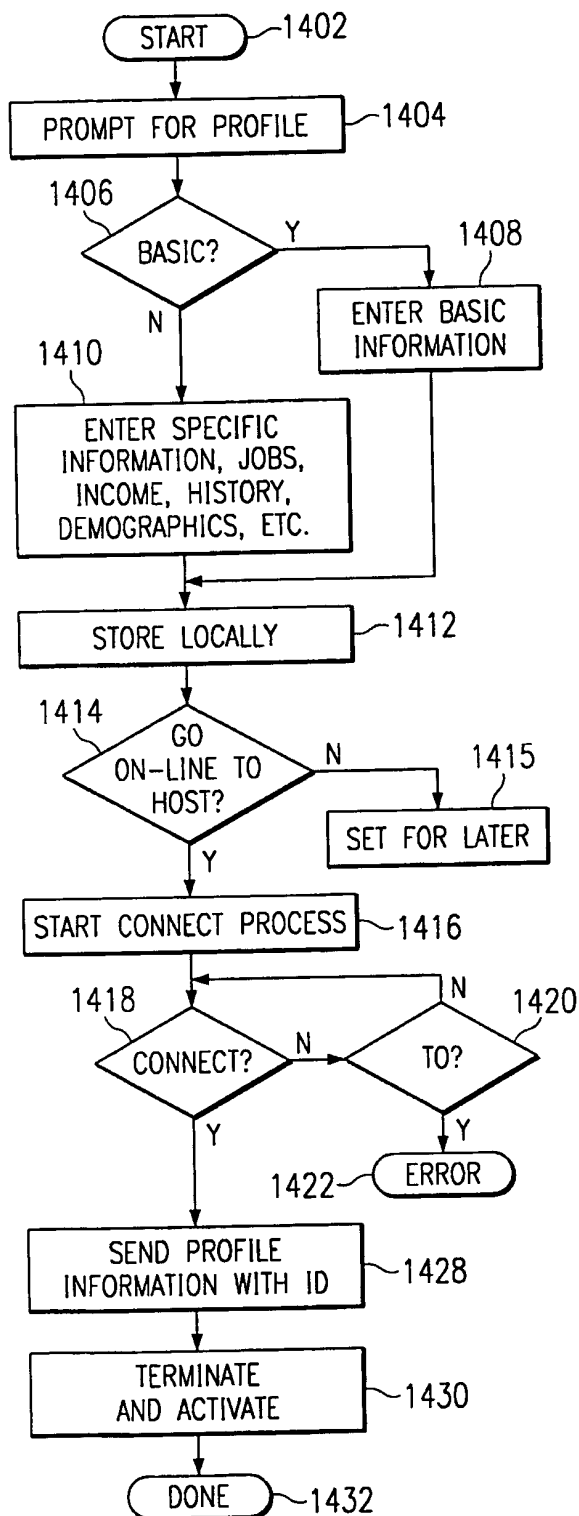 START
1402
PROMPT FOR PROFILE
1404
1406
BASIC?
Y
N
1408
ENTER BASIC
INFORMATION
1410
ENTER SPECIFIC
INFORMATION, JOBS,
INCOME, HISTORY,
DEMOGRAPHICS, ETC.
STORE LOCALLY
1412
1414
GO
ON-LINE TO
HOST?
N
Y
1415
SET FOR LATER
START CONNECT PROCESS
1416
1418
CONNECT?
N
Y
N
1420
TO?
Y
1422
ERROR
SEND PROFILE
INFORMATION WITH ID
1428
TERMINATE
AND ACTIVATE
1430
DONE
1432